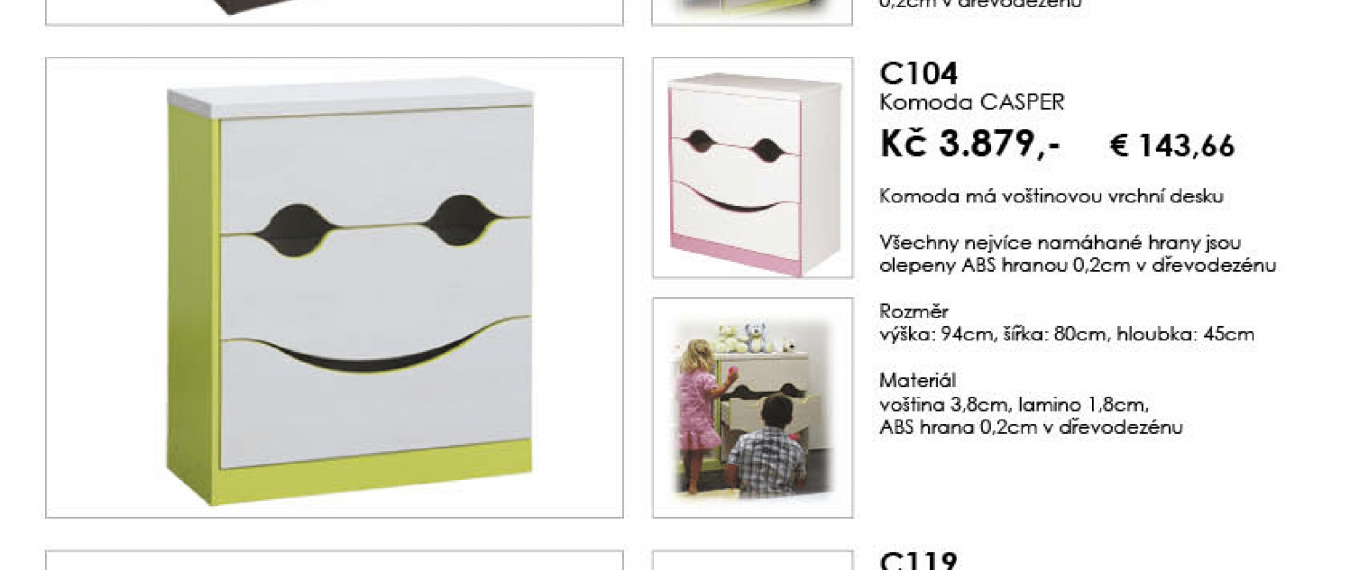 0,2cm v dřevodezénu
C104
Komoda CASPER
Kč 3.879,- € 143,66
Komoda má voštinovou vrchní desku
Všechny nejvíce namáhané hrany jsou
olepeny ABS hranou 0,2cm v dřevodezénu
Rozměr
výška: 94cm, šířka: 80cm, hloubka: 45cm
Materiál
voština 3,8cm, lamino 1,8cm,
ABS hrana 0,2cm v dřevodezénu
C119